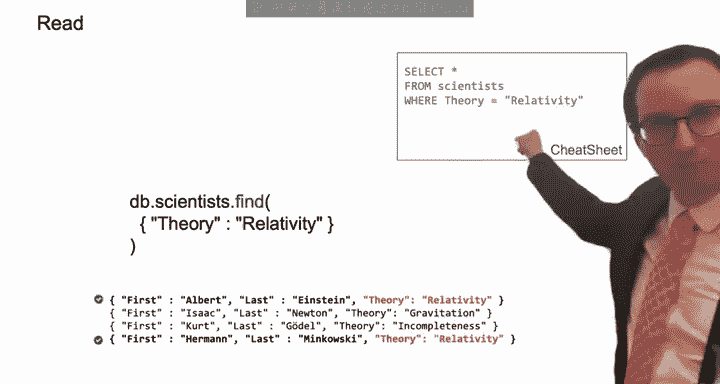 Read
SELECT *
FROM scientists
WHERE Theory = "Relativity"
CheatSheet
db.scientists.find(
{ "Theory" : "Relativity" }
)
{ "First" : "Albert", "Last" : "Einstein", "Theory": "Relativity" }
{ "First" : "Isaac", "Last" : "Newton", "Theory": "Gravitation" }
{ "First" : "Kurt", "Last" : "Gödel", "Theory": "Incompleteness" }
{ "First" : "Hermann", "Last" : "Minkowski", "Theory": "Relativity" }